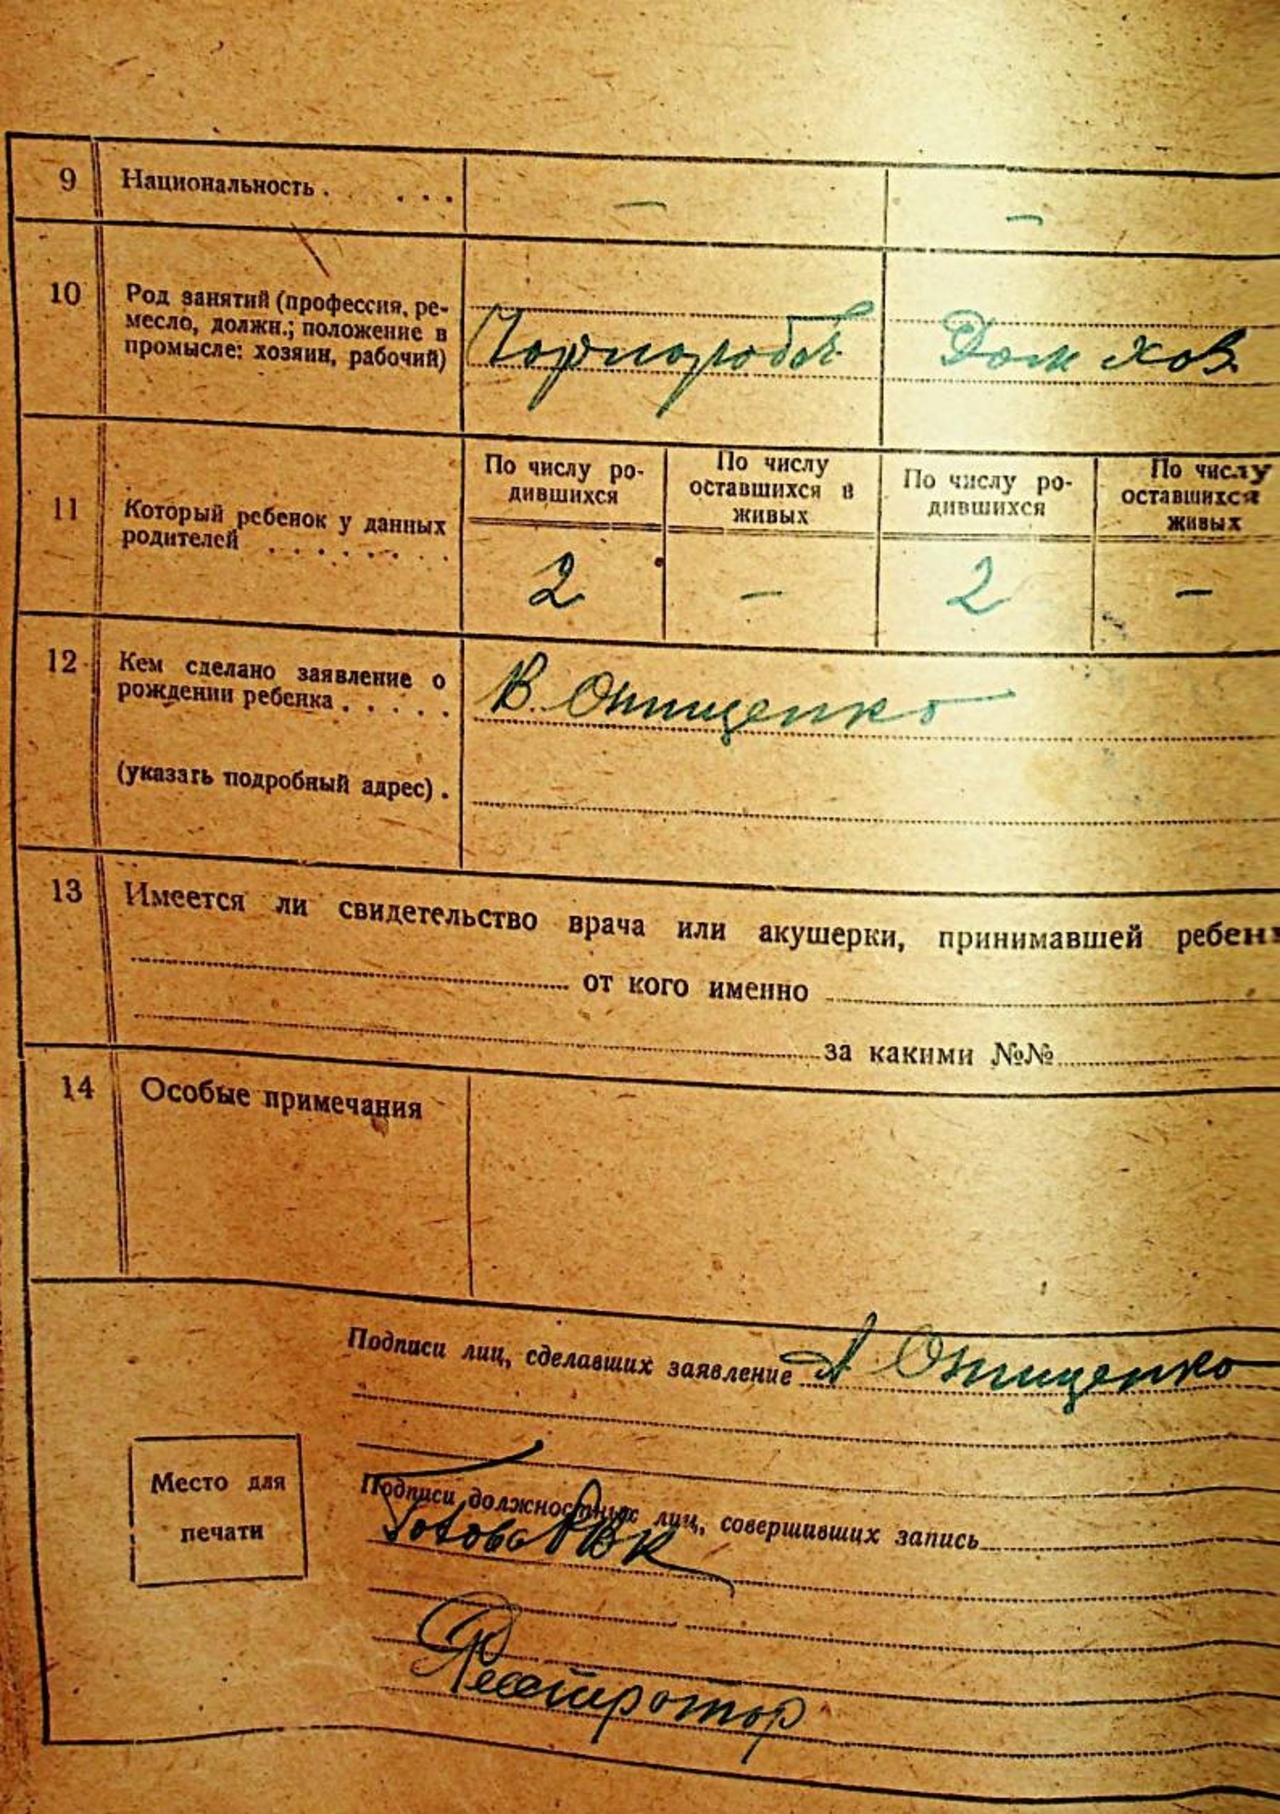 9 Национальность . . . . . — —
10 Род занятий (профессия, ре-
месло, должн.; положение в
промысле: хозяин, рабочий) Чорнороб Дом хоз
11 Который ребенок у данных
родителей . . . . . . . .
По числу ро-
дившихся
По числу
оставшихся в
живых
По числу ро-
дившихся
По числу
оставшихся
живых
2 — 2 —
12 Кем сделано заявление о
рождении ребенка . . . . . В. Онищенко
(указать подробный адрес) .
13 Имеется ли свидетельство врача или акушерки, принимавшей ребенк
от кого именно
за какими №№
14 Особые примечания
Подписи лиц, сделавших заявление Онищенко
Место для
печати
Подписи должностных лиц, совершивших запись
Голова